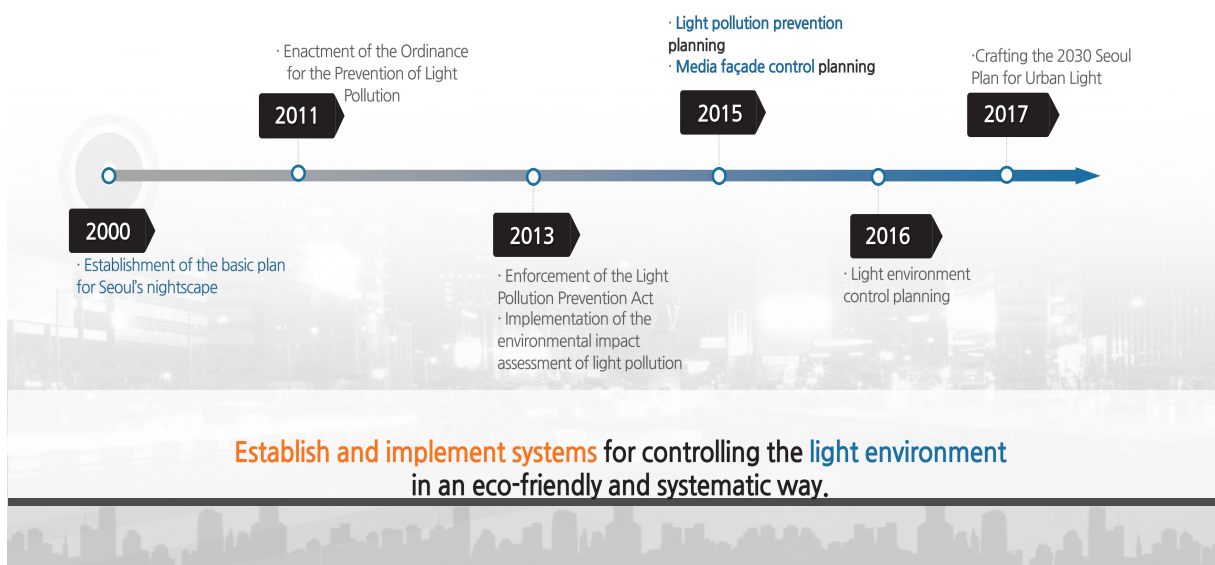 · Enactment of the Ordinance
for the Prevention of Light
Pollution
2011
· Light pollution prevention
planning
· Media façade control planning
2015
·Crafting the 2030 Seoul
Plan for Urban Light
2017
2000
· Establishment of the basic plan
for Seoul's nightscape
2013
· Enforcement of the Light
Pollution Prevention Act
· Implementation of the
environmental impact
assessment of light pollution
2016
· Light environment
control planning
Establish and implement systems for controlling the light environment
in an eco-friendly and systematic way.